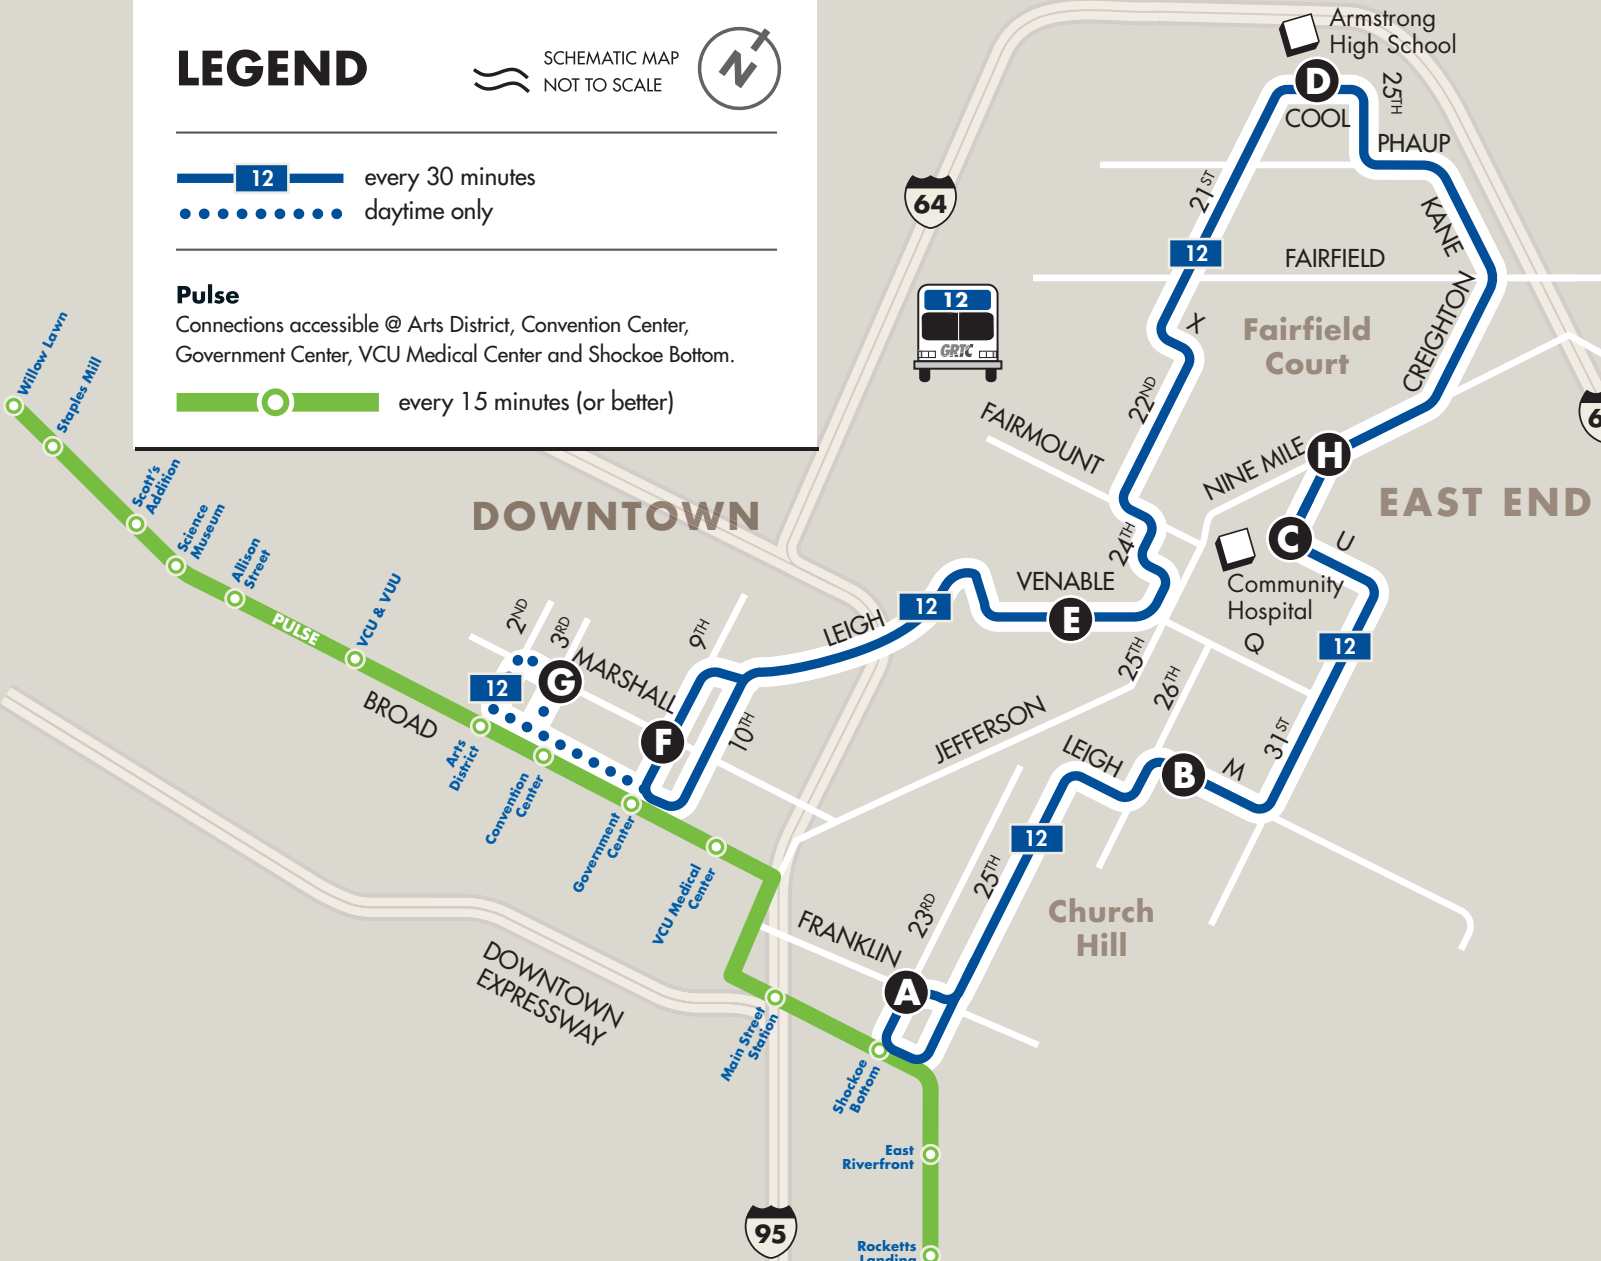 LEGEND
SCHEMATIC MAP
NOT TO SCALE
N
12
every 30 minutes
daytime only
Pulse
Connections accessible @ Arts District, Convention Center,
Government Center, VCU Medical Center and Shockoe Bottom.
every 15 minutes (or better)
Armstrong
High School
D
COOL
25TH
PHAUP
21ST
KANE
64
12
FAIRFIELD
12
GRTC
X
Fairfield
Court
CREIGHTON
22ND
FAIRMOUNT
NINE MILE
H
EAST END
6
24TH
C
U
Community
Hospital
VENABLE
E
Q
12
25TH
26TH
31ST
Willow Lawn
Staples Mill
Scott's
Addition
Science
Museum
Allison
Street
VCU & VUU
PULSE
BROAD
DOWNTOWN
2ND
3RD
MARSHALL
9TH
LEIGH
12
12
G
F
10TH
Arts
District
Convention
Center
Government
Center
VCU Medical
Center
JEFFERSON
LEIGH
B
M
12
25TH
23RD
Church
Hill
FRANKLIN
A
DOWNTOWN
EXPRESSWAY
Main Street
Station
Shockoe
Bottom
East
Riverfront
95
Rocketts
Landing